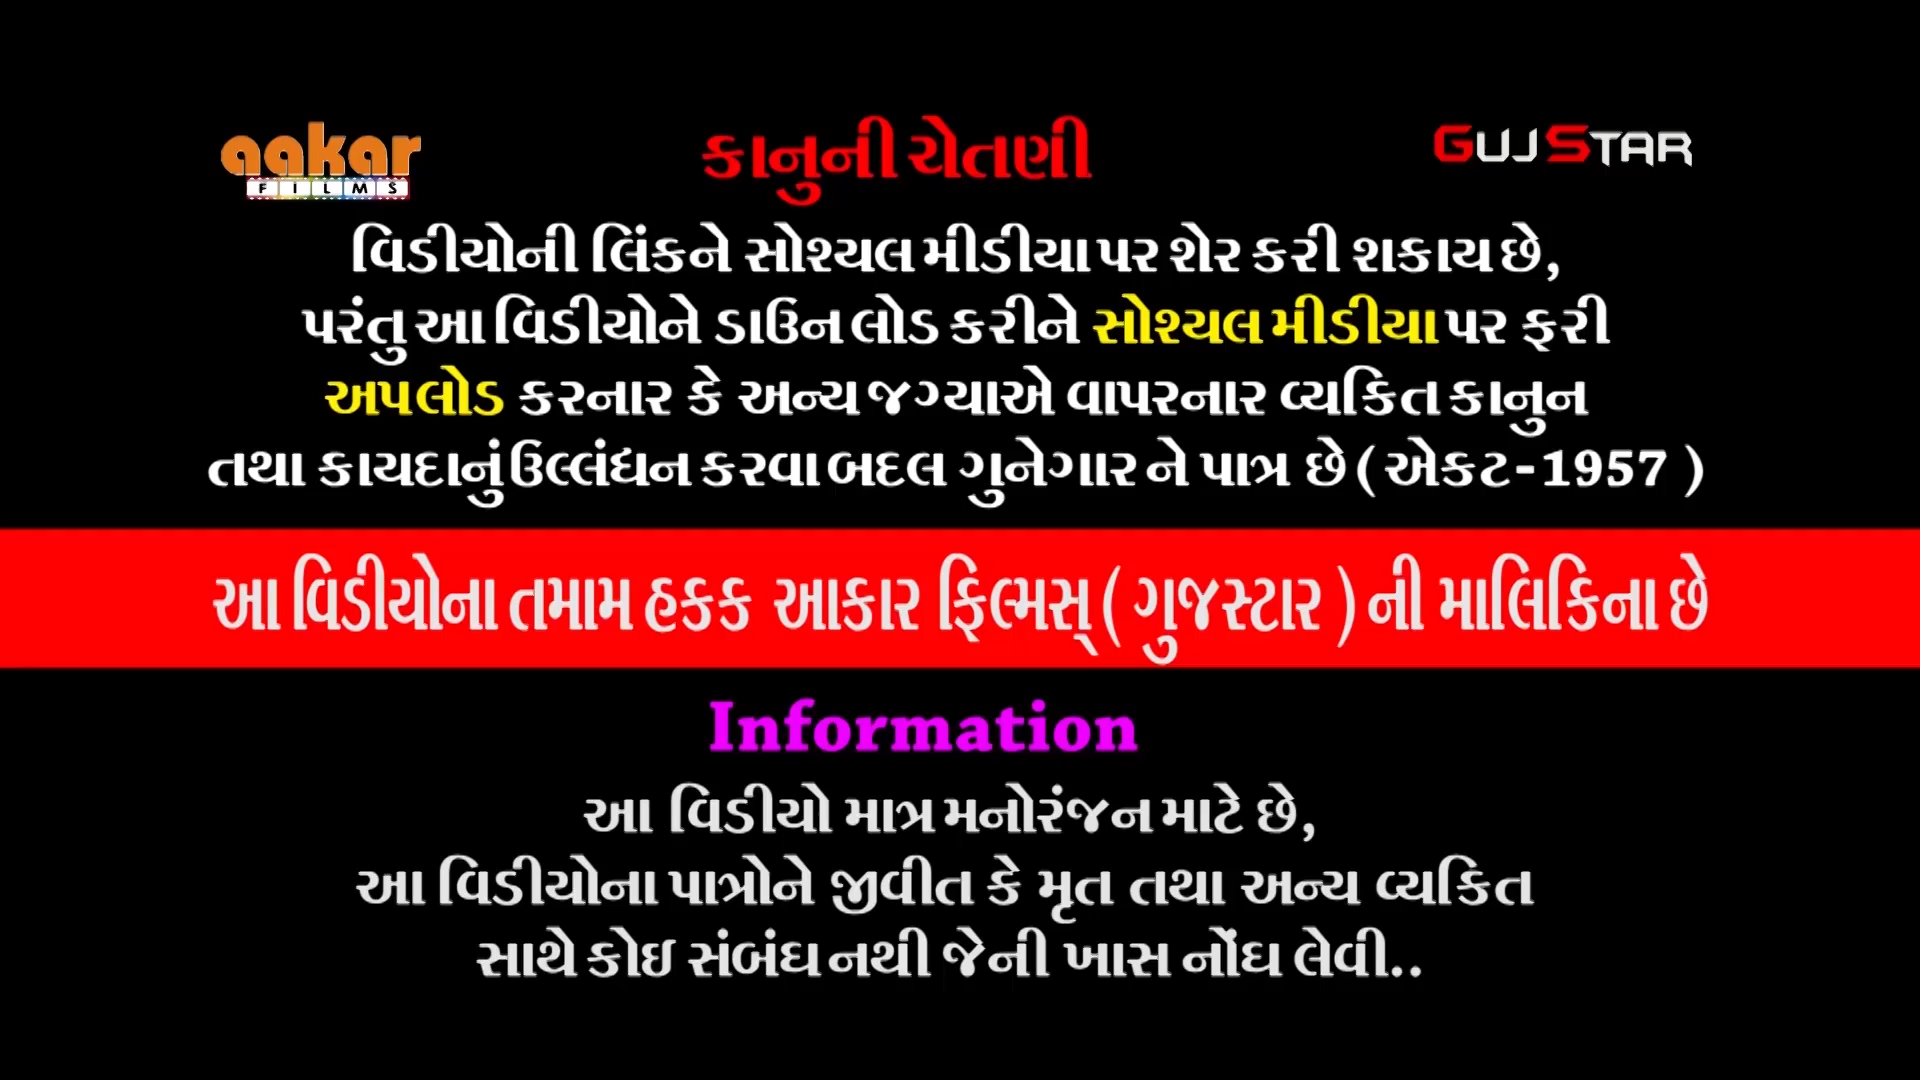 aakar
FILMS
કાનુની ચેતણી
GUJSTAR
વિડીયોની લિંકને સોશ્યલ મીડીયા પર શેર કરી શકાય છે,
પરંતુ આ વિડીયોને ડાઉન લોડ કરીને સોશ્યલ મીડીયા પર ફરી
અપલોડ કરનાર કે અન્ય જગ્યાએ વાપરનાર વ્યકિત કાનુન
તથા કાયદાનું ઉલ્લંઘન કરવા બદલ ગુનેગાર ને પાત્ર છે ( એકટ-1957 )
આ વિડીયોના તમામ હકક આકાર ફિલ્મસ્ ( ગુજસ્ટાર ) ની માલિકિના છે
Information
આ વિડીયો માત્ર મનોરંજન માટે છે,
આ વિડીયોના પાત્રોને જીવીત કે મૃત તથા અન્ય વ્યકિત
સાથે કોઇ સંબંઘ નથી જેની ખાસ નોંઘ લેવી..